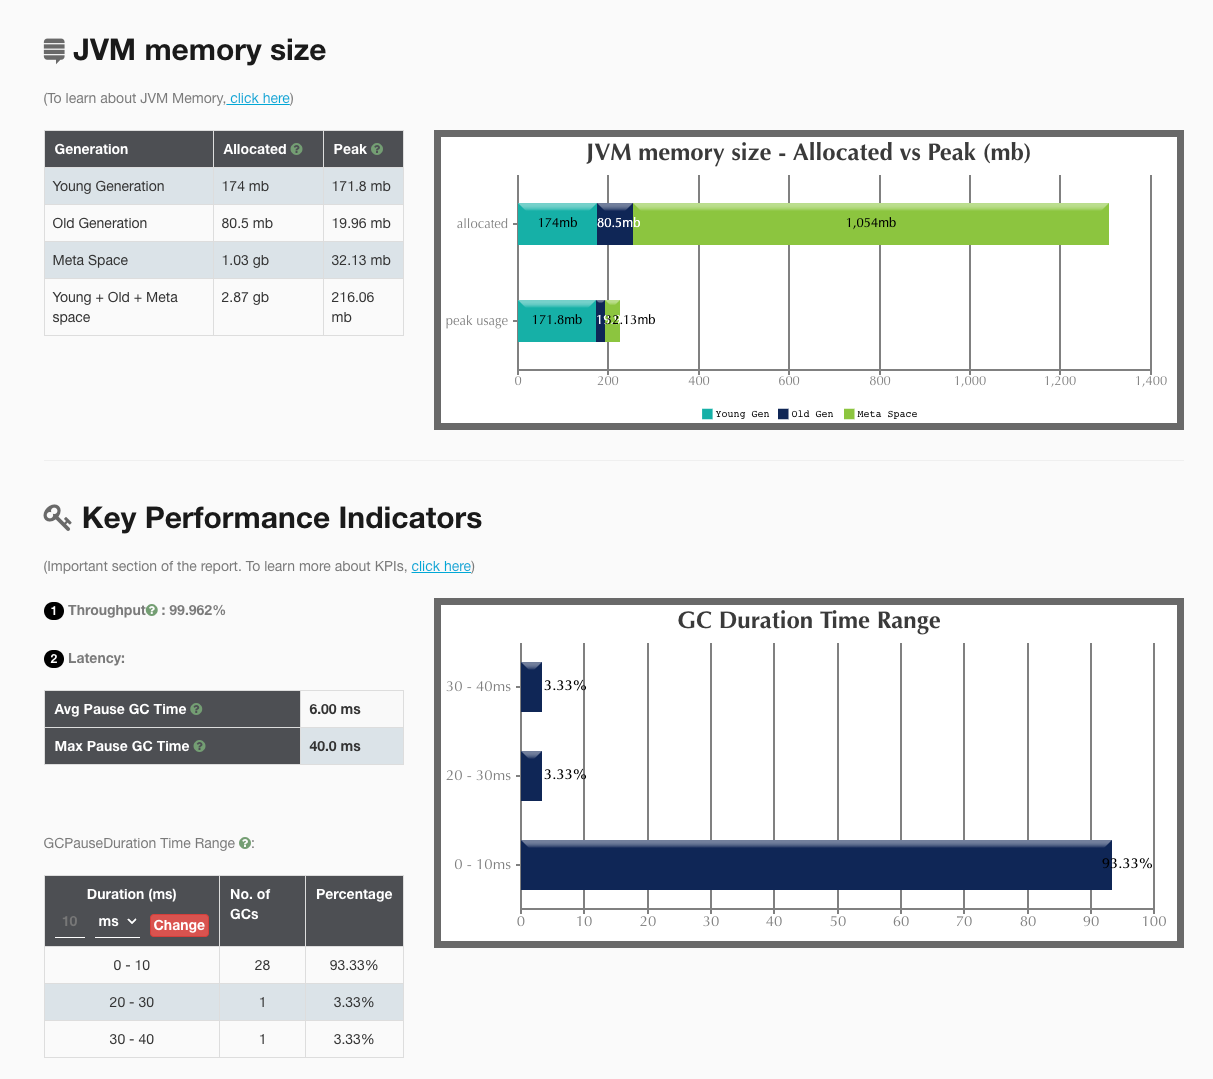 JVM memory size
(To learn about JVM Memory, click here)
Generation Allocated Peak
Young Generation 174 mb 171.8 mb
Old Generation 80.5 mb 19.96 mb
Meta Space 1.03 gb 32.13 mb
Young + Old + Meta space 2.87 gb 216.06 mb
JVM memory size - Allocated vs Peak (mb)
allocated 174mb 80.5mb 1,054mb
peak usage 171.8mb 32.13mb
0 200 400 600 800 1,000 1,200 1,400
Young Gen Old Gen Meta Space
Key Performance Indicators
(Important section of the report. To learn more about KPIs, click here)
1 Throughput : 99.962%
2 Latency:
Avg Pause GC Time 6.00 ms
Max Pause GC Time 40.0 ms
GCPauseDuration Time Range :
Duration (ms) No. of GCs Percentage
10 ms Change
0 - 10 28 93.33%
20 - 30 1 3.33%
30 - 40 1 3.33%
GC Duration Time Range
30 - 40ms 3.33%
20 - 30ms 3.33%
0 - 10ms 93.33%
0 10 20 30 40 50 60 70 80 90 100